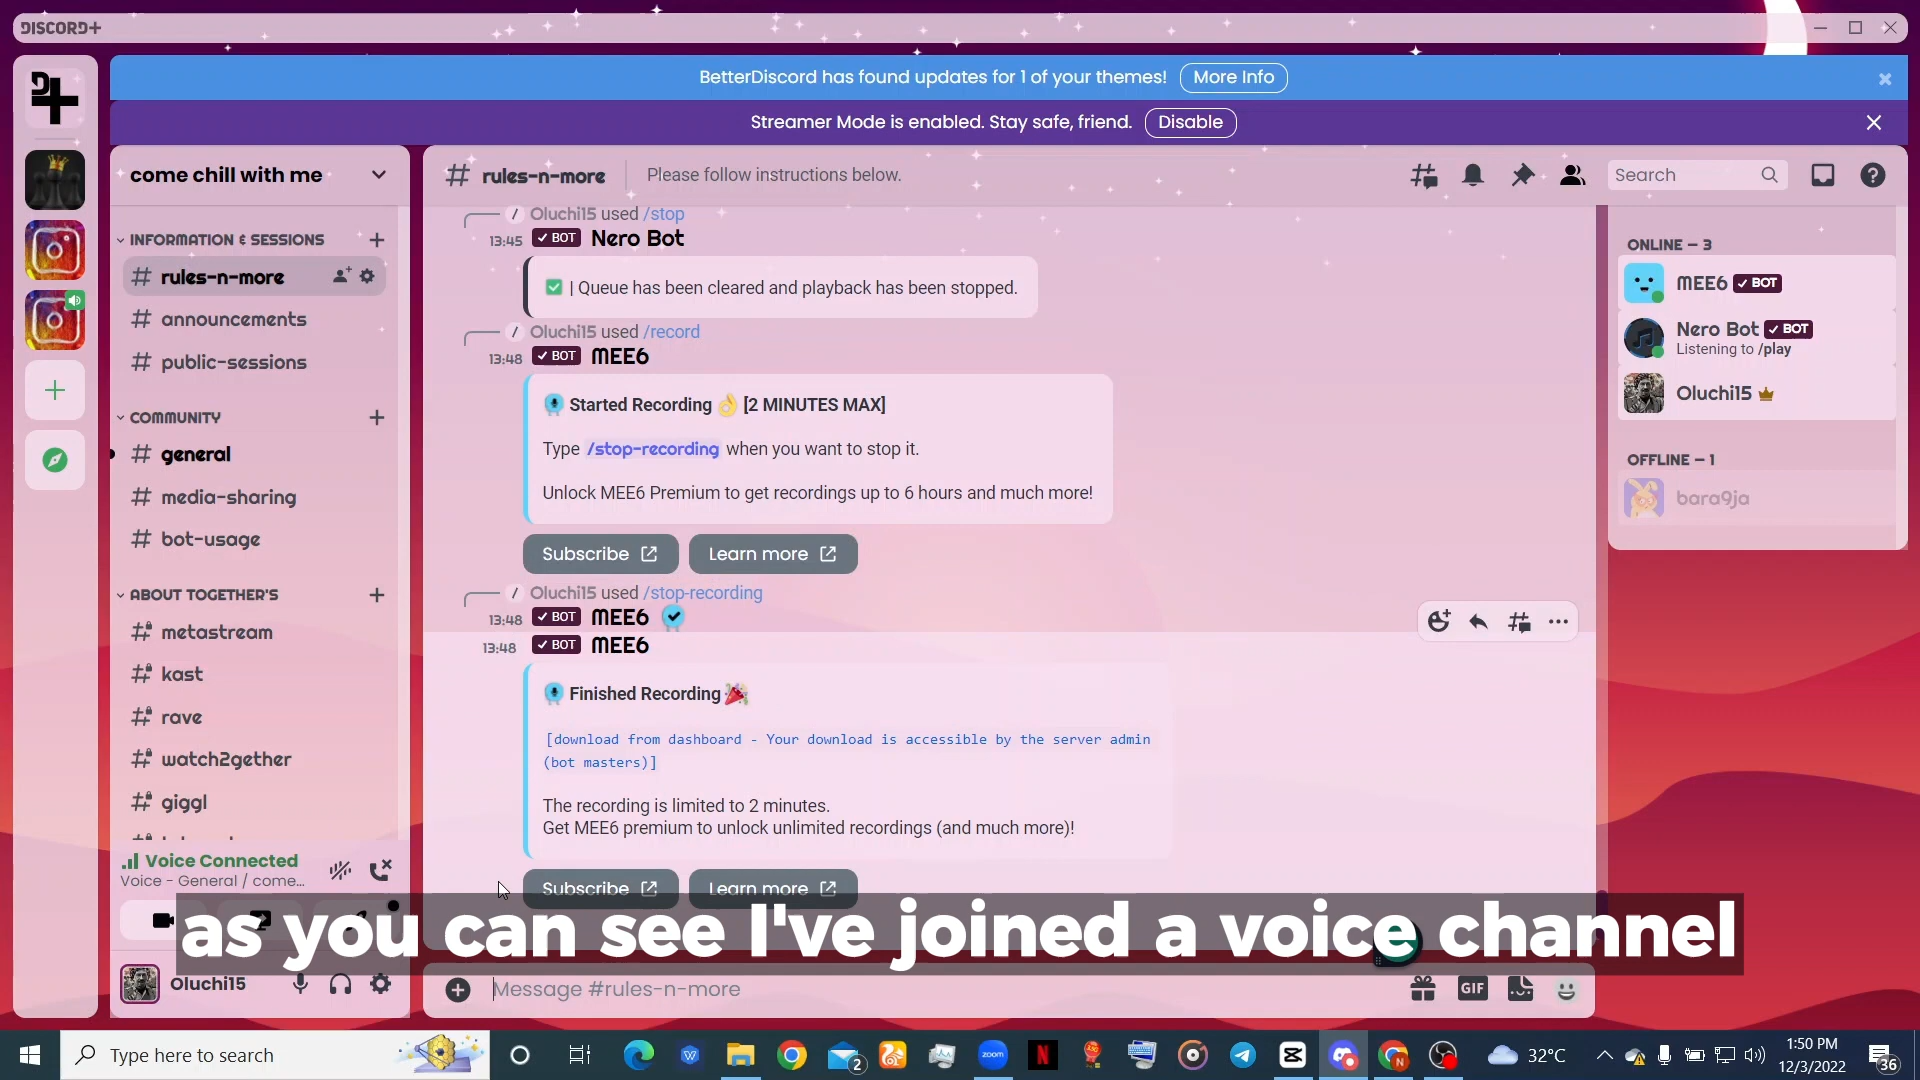 DISCORD+
BetterDiscord has found updates for 1 of your themes! More Info
Streamer Mode is enabled. Stay safe, friend. Disable
come chill with me
# rules-n-more Please follow instructions below.
Search
INFORMATION & SESSIONS
rules-n-more
announcements
public-sessions
COMMUNITY
general
media-sharing
bot-usage
ABOUT TOGETHER'S
metastream
kast
rave
watch2gether
giggl
Voice Connected
Voice - General / come...
Oluchi15
Oluchi15 used /stop
13:45 BOT Nero Bot
| Queue has been cleared and playback has been stopped.
Oluchi15 used /record
13:48 BOT MEE6
Started Recording 👌 [2 MINUTES MAX]
Type /stop-recording when you want to stop it.
Unlock MEE6 Premium to get recordings up to 6 hours and much more!
Subscribe Learn more
Oluchi15 used /stop-recording
13:48 BOT MEE6
13:48 BOT MEE6
Finished Recording 🎉
[download from dashboard - Your download is accessible by the server admin
(bot masters)]
The recording is limited to 2 minutes.
Get MEE6 premium to unlock unlimited recordings (and much more)!
Subscribe Learn more
as you can see I've joined a voice channel
Message #rules-n-more
GIF
ONLINE – 3
MEE6 BOT
Nero Bot BOT
Listening to /play
Oluchi15
OFFLINE – 1
bara9ja
Type here to search
2
zoom
N
N
32°C
1:50 PM
12/3/2022
36